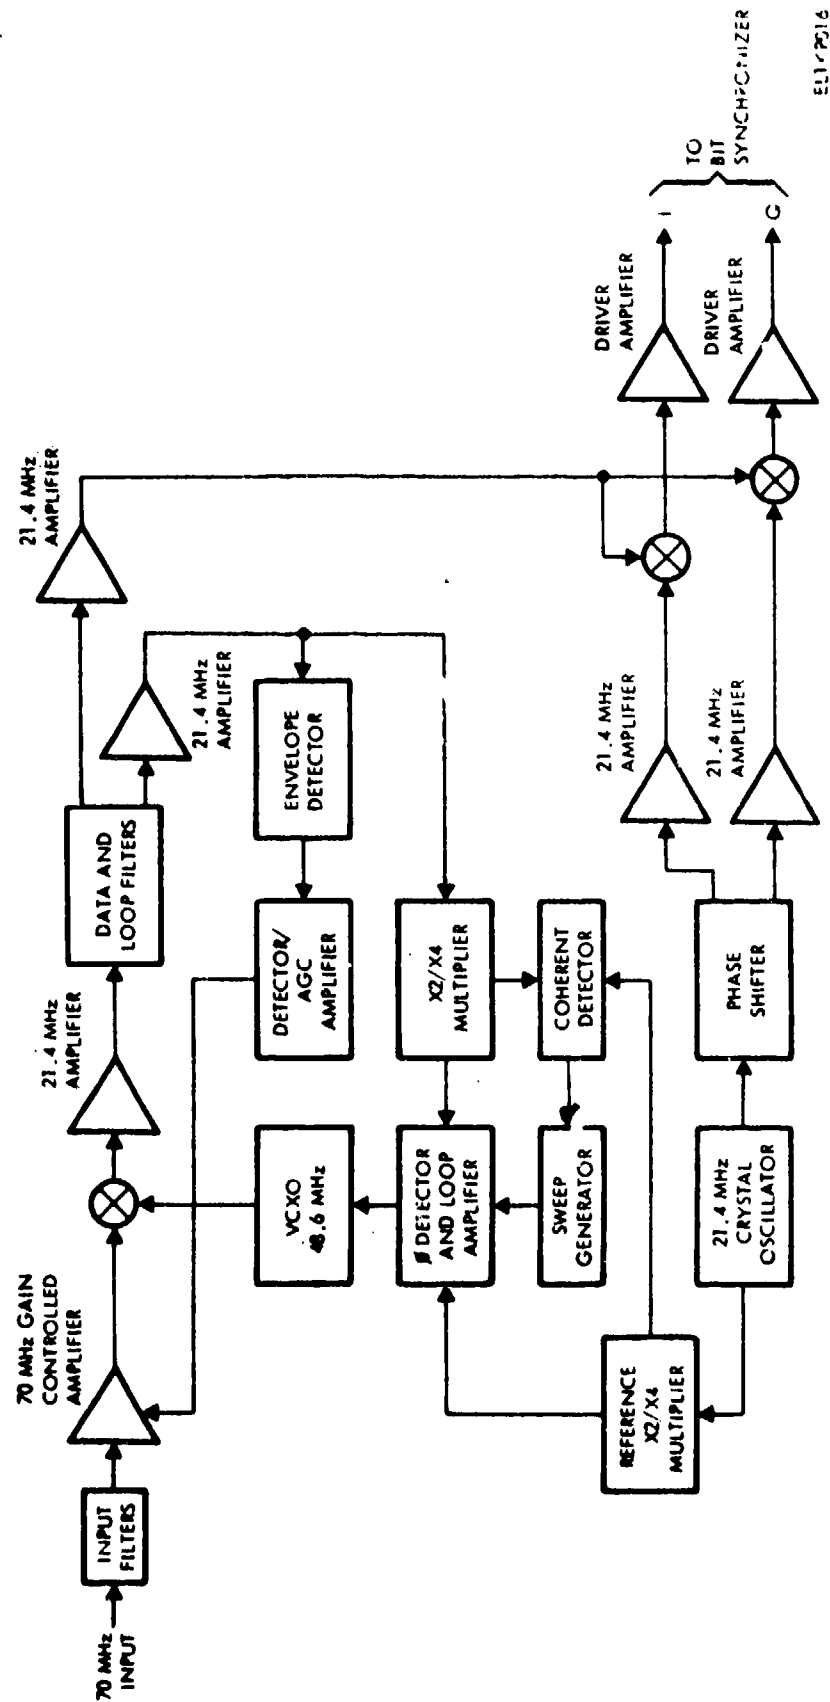 70 MHz
INPUT
INPUT
FILTERS
70 MHz GAIN
CONTROLLED
AMPLIFIER
21.4 MHz
AMPLIFIER
DATA AND
LOOP FILTERS
21.4 MHz
AMPLIFIER
21.4 MHz
AMPLIFIER
VCXO
48.6 MHz
DETECTOR/
AGC
AMPLIFIER
ENVELOPE
DETECTOR
Ø DETECTOR
AND LOOP
AMPLIFIER
X2/X4
MULTIPLIER
SWEEP
GENERATOR
COHERENT
DETECTOR
REFERENCE
X2/X4
MULTIPLIER
21.4 MHz
CRYSTAL
OSCILLATOR
PHASE
SHIFTER
21.4 MHz
AMPLIFIER
21.4 MHz
AMPLIFIER
DRIVER
AMPLIFIER
DRIVER
AMPLIFIER
I
TO
BIT
SYNCHRONIZER